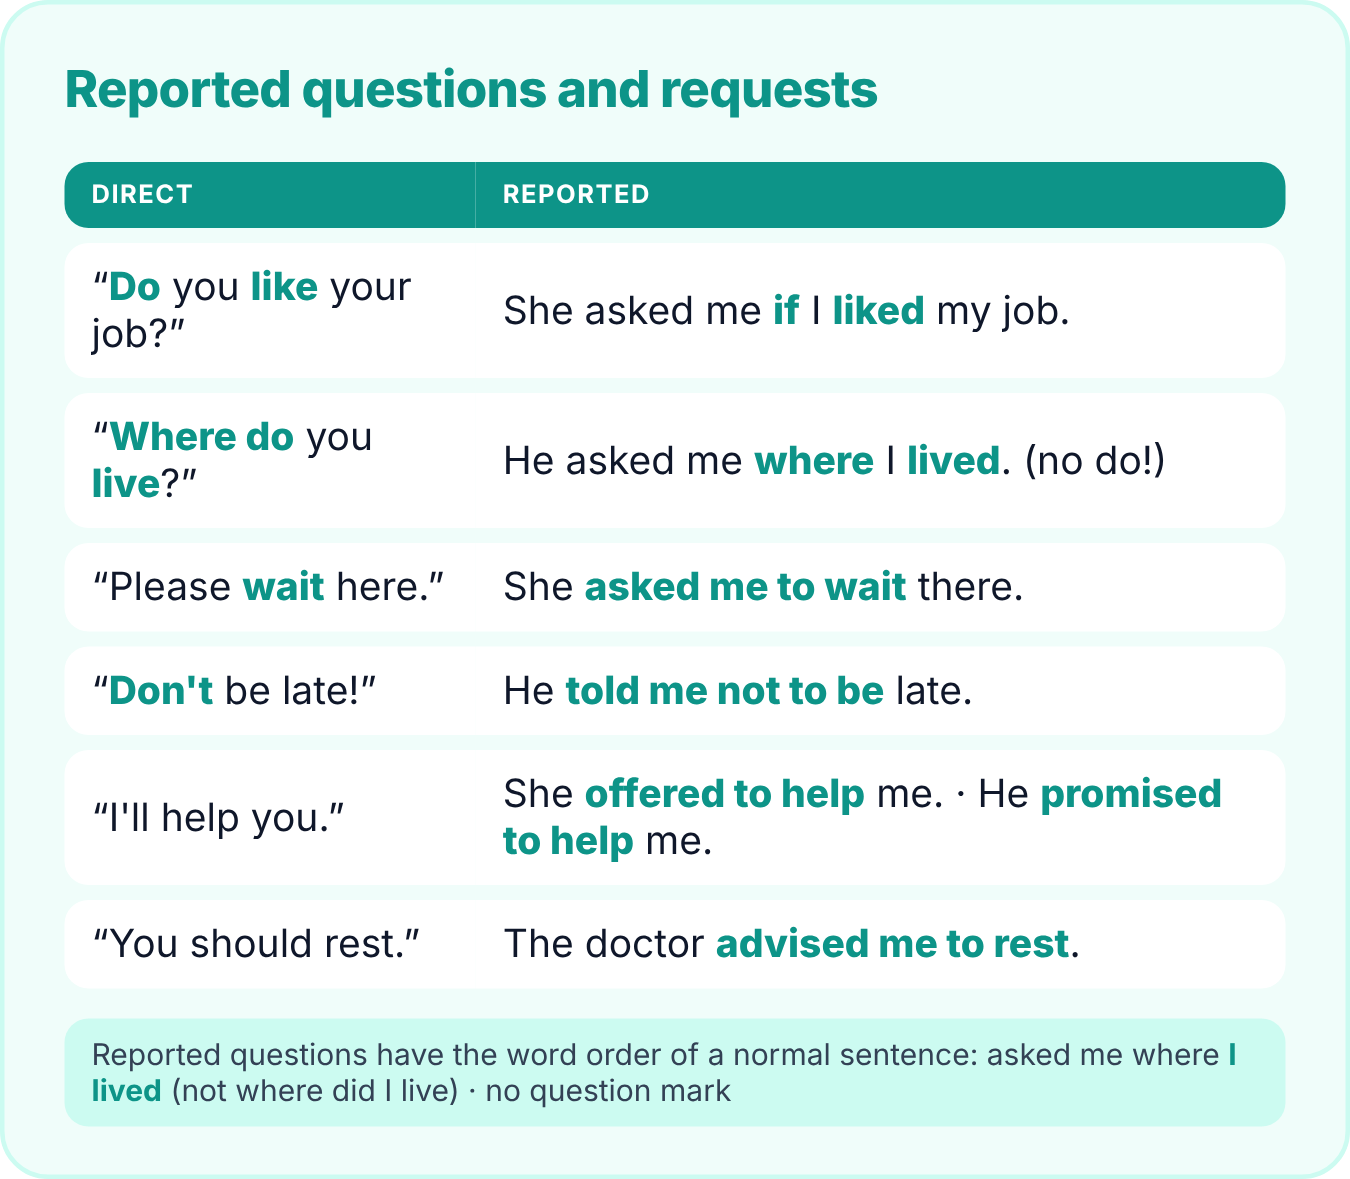 Reported questions and requests
DIRECT
REPORTED
“Do you like your
job?”
She asked me if I liked my job.
“Where do you
live?”
He asked me where I lived. (no do!)
“Please wait here.”
She asked me to wait there.
“Don't be late!”
He told me not to be late.
“I'll help you.”
She offered to help me. · He promised
to help me.
“You should rest.”
The doctor advised me to rest.
Reported questions have the word order of a normal sentence: asked me where I
lived (not where did I live) · no question mark